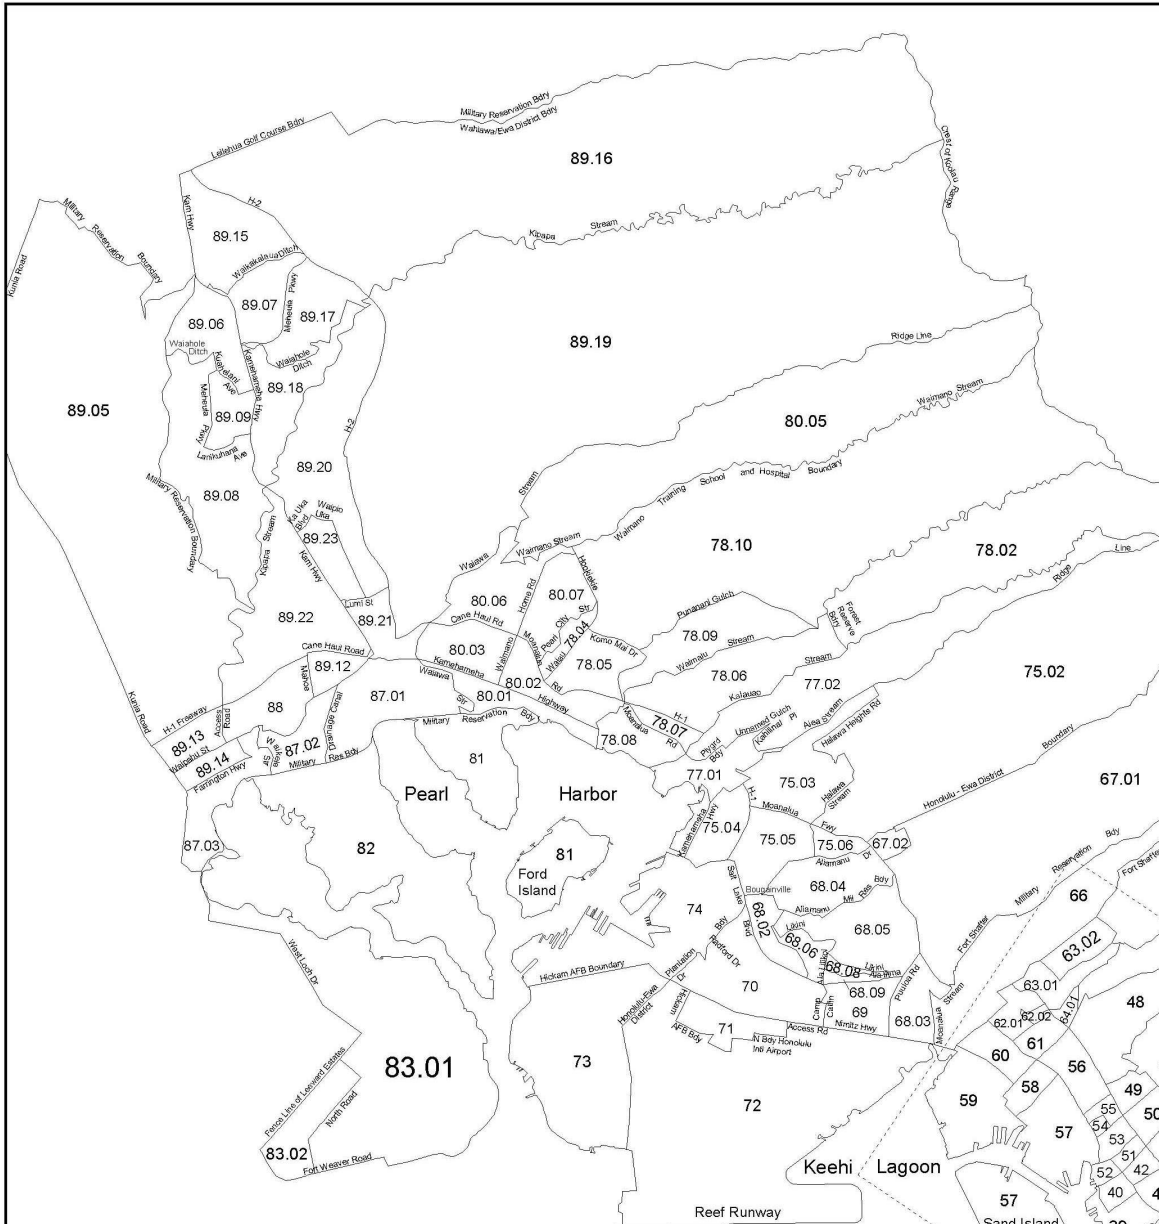 Military Reservation Bdry
Wahiawa/Ewa District Bdry
Leilehua Golf Course Bdry
Crest of Koolau Range
89.16
Kam Hwy
H-2
Military Reservation Boundary
Kipapa Stream
89.15
Waikakalaua Ditch
Kunia Road
89.07
Meheula Pkwy
89.17
89.06
Waiahole
Ditch
89.19
Ridge Line
Kuahelani Ave
Kamehameha Hwy
Waiahole
Ditch
89.18
Waimano Stream
89.05
Meheula Pkwy
89.09
80.05
H-2
Lanikuhana Ave
89.20
Training School and Hospital Boundary
Military Reservation Boundary
89.08
Stream
Ka Uka Blvd
Waipio Uka
Waimano
89.23
Kipapa Stream
Kam Hwy
Waiawa
Waimano Stream
78.10
78.02
Ridge Line
Hookiekie
Home Rd
80.07
80.06
Lumi St
89.21
89.22
Cane Haul Rd
Pearl City Str
78.04
Punanani Gulch
78.09
Forest Reserve Bdry
Cane Haul Road
80.03
Waimano
Moanalua
Waiau
Komo Mai Dr
Waimalu Stream
75.02
89.12
Kamehameha
78.05
Stream
Mahoe
Waiawa
80.02
Rd
78.06
Kalauao
77.02
87.01
Str
80.01
Highway
Kunia Road
H-1 Freeway
Access Road
88
Drainage Canal
Military Reservation Bdy
Moanalua
H-1
78.07
Rd
Unnamed Gulch
Kahilinai Pl
Aiea Stream
Halawa Heights Rd
Boundary
89.13
Waipahu St
89.14
Farrington Hwy
Waikele Str
87.02
Military Res Bdy
81
78.08
Bdy
77.01
75.03
Halawa Stream
Honolulu - Ewa District
67.01
Pearl
Harbor
H-1
Moanalua
Fwy
Kamehameha Hwy
75.04
75.05
75.06
Dr
67.02
87.03
82
81
Ford
Island
Aliamanu
Reservation Bdy
Fort Shafter
Salt Lake Blvd
Bougainville
68.04
Res Bdy
66
74
68.02
Aliamanu
Mil
Military
Likini
68.06
68.05
Fort Shafter
63.02
Bdy
Radford Dr
West Loch Dr
Hickam AFB Boundary
Plantation Dr
Ala Lilikoi
68.08
Likini
Ala Ilima
Puuloa Rd
63.01
70
Honolulu-Ewa
District
Hickam
AFB Bdy
Camp Catlin
68.09
69
Nimitz Hwy
68.03
Moanalua Stream
62.01
62.02
64.01
48
71
Access Rd
N Bdy Honolulu
Intl Airport
60
61
56
83.01
73
58
Fence Line of Leeward Estates
North Road
72
59
49
50
57
55
54
53
51
83.02
Fort Weaver Road
Keehi Lagoon
52
42
57
40
Reef Runway
Sand Island